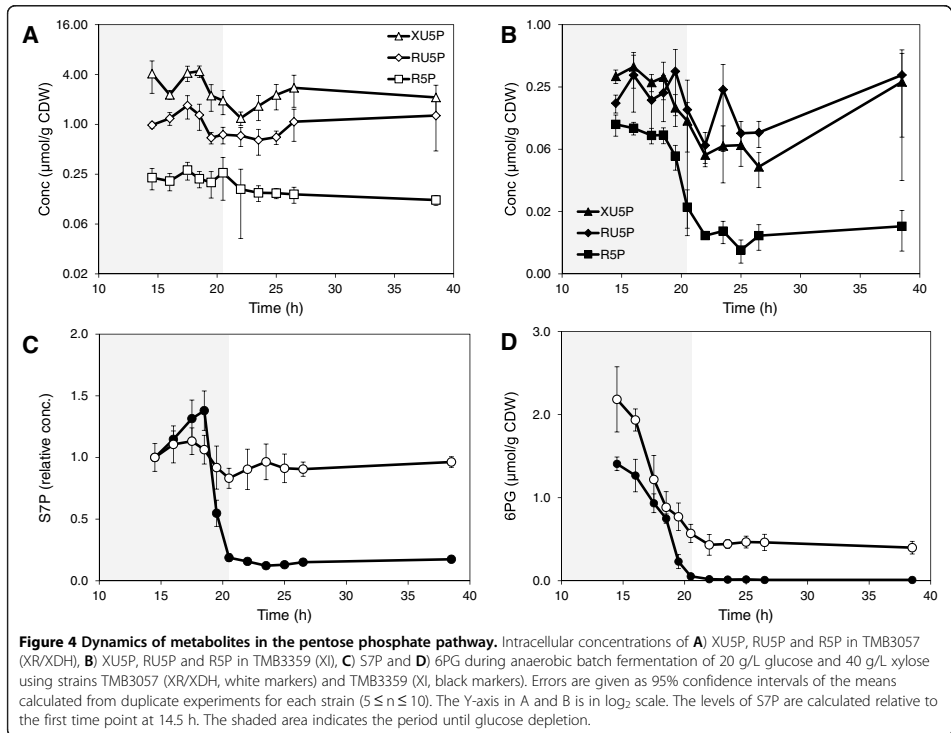 A
16.00
4.00
1.00
0.25
0.06
0.02
Conc (µmol/g CDW)
XU5P
RU5P
R5P
10 15 20 25 30 35 40
Time (h)
B
1.00
0.25
0.06
0.02
0.00
Conc (µmol/g CDW)
XU5P
RU5P
R5P
10 15 20 25 30 35 40
Time (h)
C
2.0
1.5
1.0
0.5
0.0
S7P (relative conc.)
10 15 20 25 30 35 40
Time (h)
D
3.0
2.0
1.0
0.0
6PG (µmol/g CDW)
10 15 20 25 30 35 40
Time (h)
Figure 4 Dynamics of metabolites in the pentose phosphate pathway. Intracellular concentrations of A) XU5P, RU5P and R5P in TMB3057
(XR/XDH), B) XU5P, RU5P and R5P in TMB3359 (XI), C) S7P and D) 6PG during anaerobic batch fermentation of 20 g/L glucose and 40 g/L xylose
using strains TMB3057 (XR/XDH, white markers) and TMB3359 (XI, black markers). Errors are given as 95% confidence intervals of the means
calculated from duplicate experiments for each strain (5 ≤ n ≤ 10). The Y-axis in A and B is in log₂ scale. The levels of S7P are calculated relative to
the first time point at 14.5 h. The shaded area indicates the period until glucose depletion.